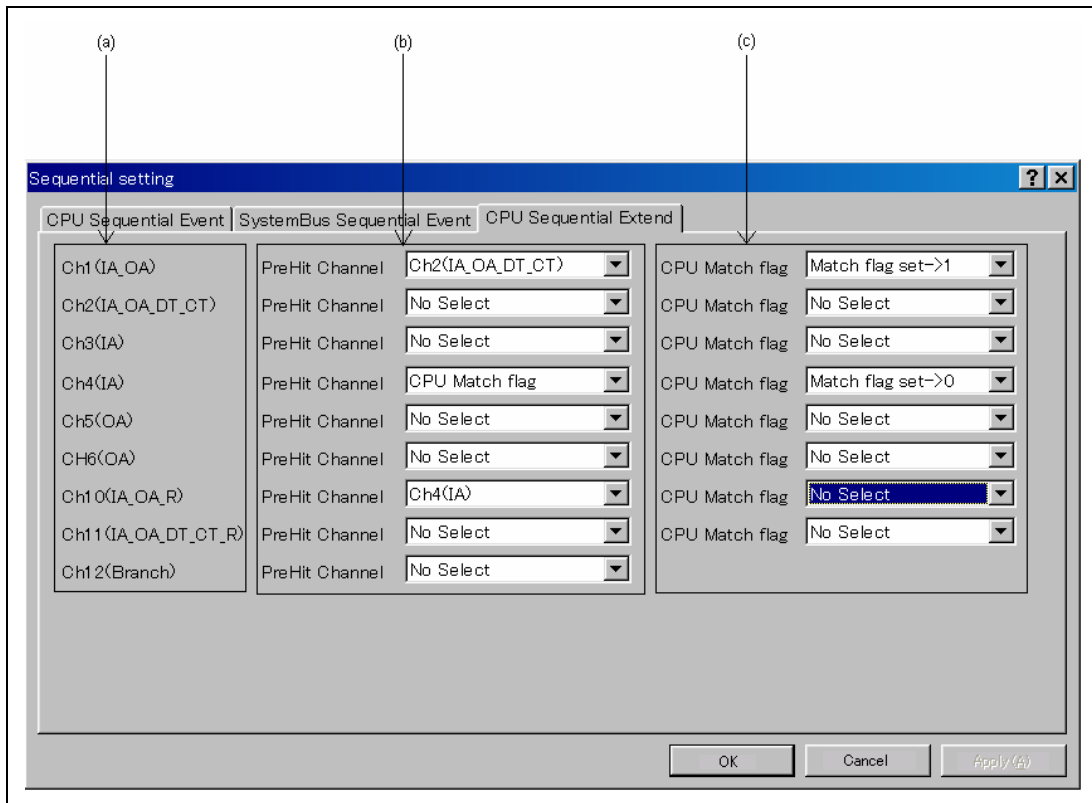 (a) (b) (c)
Sequential setting
CPU Sequential Event SystemBus Sequential Event CPU Sequential Extend
Ch1(IA_OA) PreHit Channel Ch2(IA_OA_DT_CT) CPU Match flag Match flag set->1
Ch2(IA_OA_DT_CT) PreHit Channel No Select CPU Match flag No Select
Ch3(IA) PreHit Channel No Select CPU Match flag No Select
Ch4(IA) PreHit Channel CPU Match flag CPU Match flag Match flag set->0
Ch5(OA) PreHit Channel No Select CPU Match flag No Select
CH6(OA) PreHit Channel No Select CPU Match flag No Select
Ch10(IA_OA_R) PreHit Channel Ch4(IA) CPU Match flag No Select
Ch11(IA_OA_DT_CT_R) PreHit Channel No Select CPU Match flag No Select
Ch12(Branch) PreHit Channel No Select
OK Cancel Apply(A)